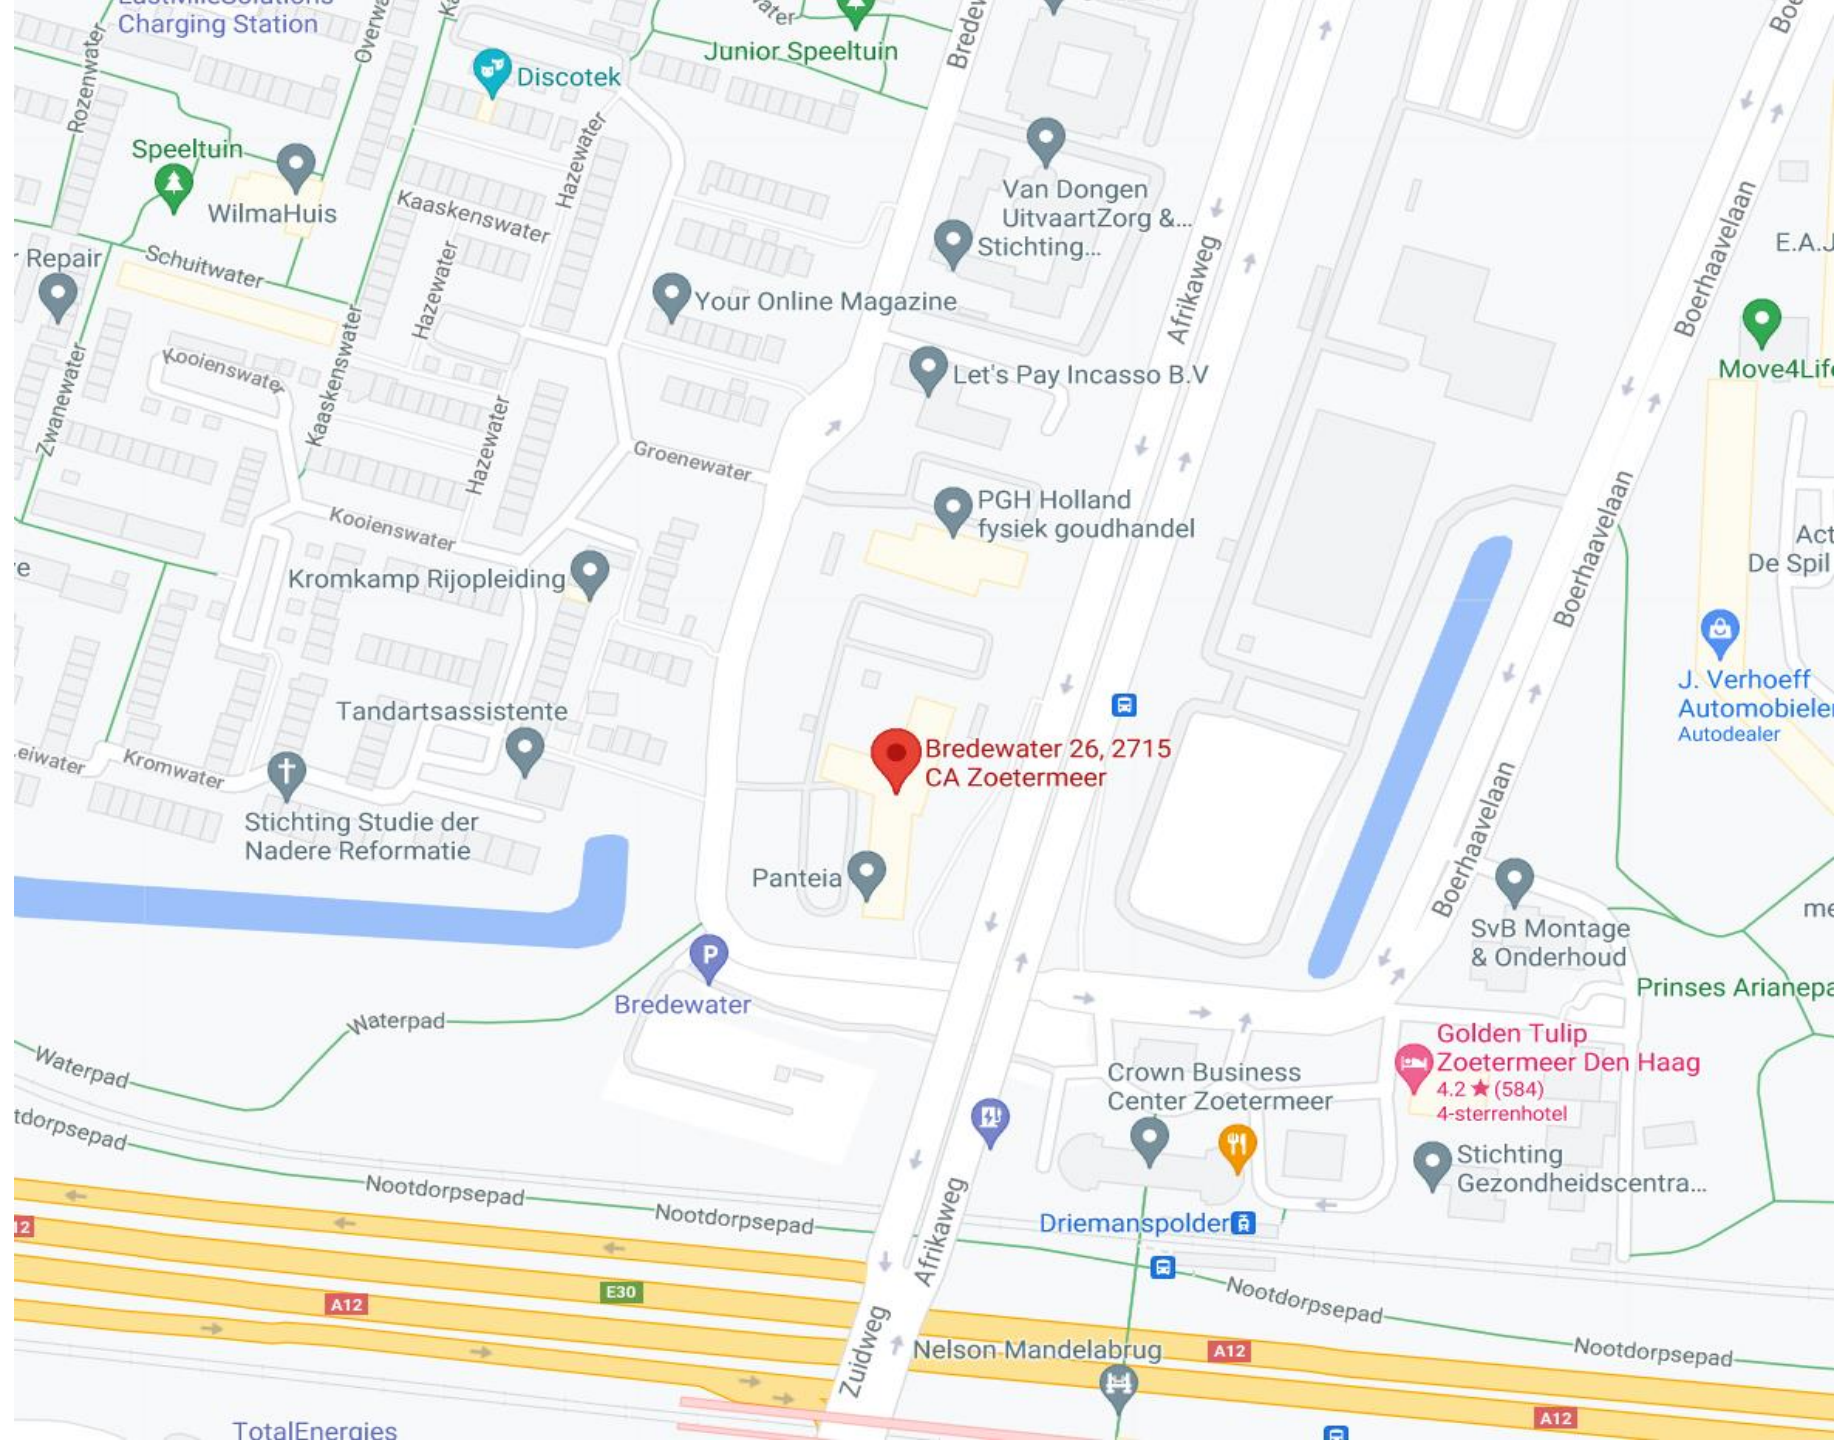 Charging Station
Rozenwater
Discotek
Junior Speeltuin
Hazewater
Speeltuin
WilmaHuis
Kaaskenswater
Van Dongen
UitvaartZorg &...
Stichting...
Repair
Schuitwater
Hazewater
Your Online Magazine
Afrikaweg
Boerhaavelaan
E.A.J
Move4Life
Kooienswater
Kaaskenswater
Zwanewater
Hazewater
Let's Pay Incasso B.V
Groenewater
PGH Holland
fysiek goudhandel
Kooienswater
Kromkamp Rijopleiding
Boerhaavelaan
Act
De Spil
J. Verhoeff
Automobiele
Autodealer
Tandartsassistente
Bredewater 26, 2715
CA Zoetermeer
eiwater
Kromwater
Stichting Studie der
Nadere Reformatie
Panteia
Boerhaavelaan
SvB Montage
& Onderhoud
me
P
Bredewater
Prinses Arianepa
Waterpad
Waterpad
Golden Tulip
Zoetermeer Den Haag
4.2 ★ (584)
4-sterrenhotel
Crown Business
Center Zoetermeer
Stichting
Gezondheidscentra...
tdorpsepad
Nootdorpsepad
Nootdorpsepad
Driemanspolder
Afrikaweg
12
E30
A12
Nootdorpsepad
Nootdorpsepad
Zuidweg
Nelson Mandelabrug
A12
A12
TotalEnergies